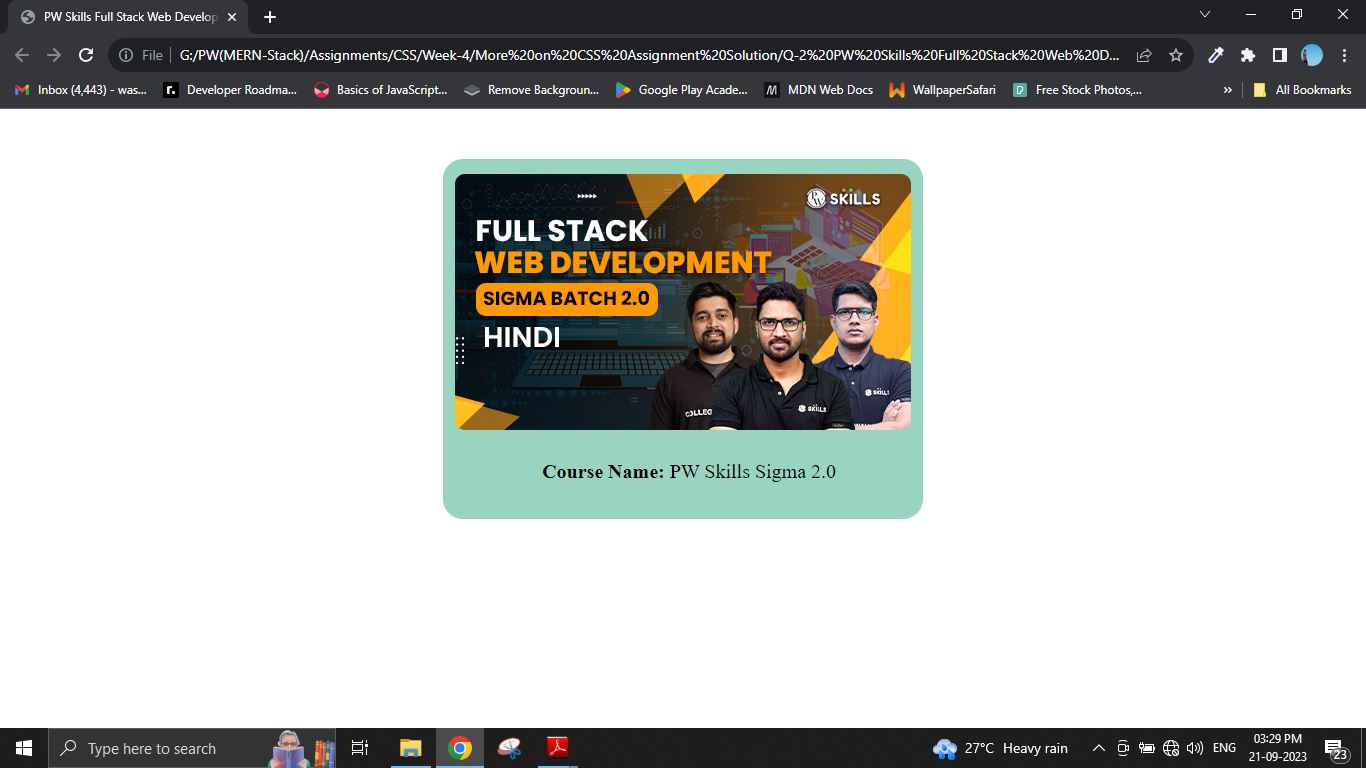 PW Skills Full Stack Web Develop
File
G:/PW(MERN-Stack)/Assignments/CSS/Week-4/More%20on%20CSS%20Assignment%20Solution/Q-2%20PW%20Skills%20Full%20Stack%20Web%20D...
Inbox (4,443) - was... Developer Roadma... Basics of JavaScript... Remove Backgroun... Google Play Acade... MDN Web Docs WallpaperSafari Free Stock Photos,... » All Bookmarks
PW SKILLS
FULL STACK
WEB DEVELOPMENT
SIGMA BATCH 2.0
HINDI
COLLEG
SKILLS
SKILLS
Course Name: PW Skills Sigma 2.0
Type here to search
27°C Heavy rain
ENG
03:29 PM
21-09-2023
23